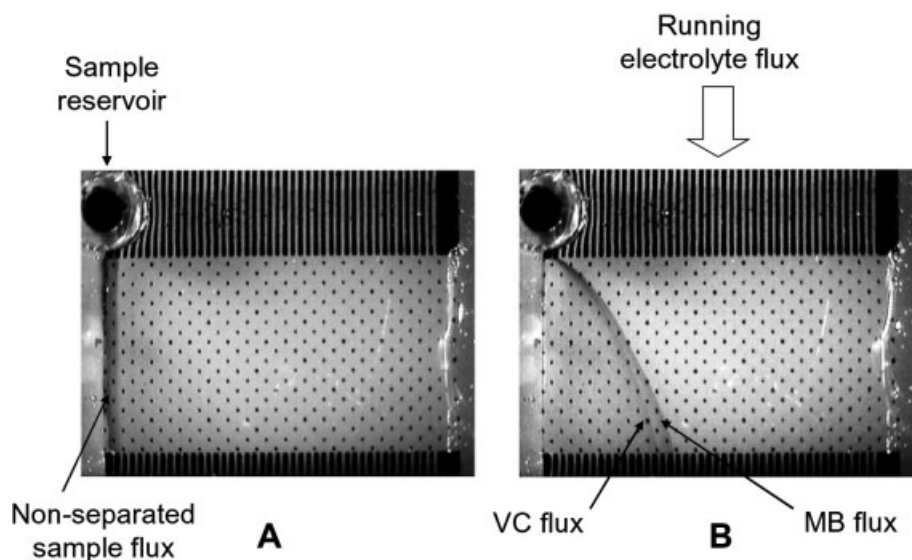 Running
electrolyte flux
Sample
reservoir
Non-separated
sample flux
A
VC flux
B
MB flux